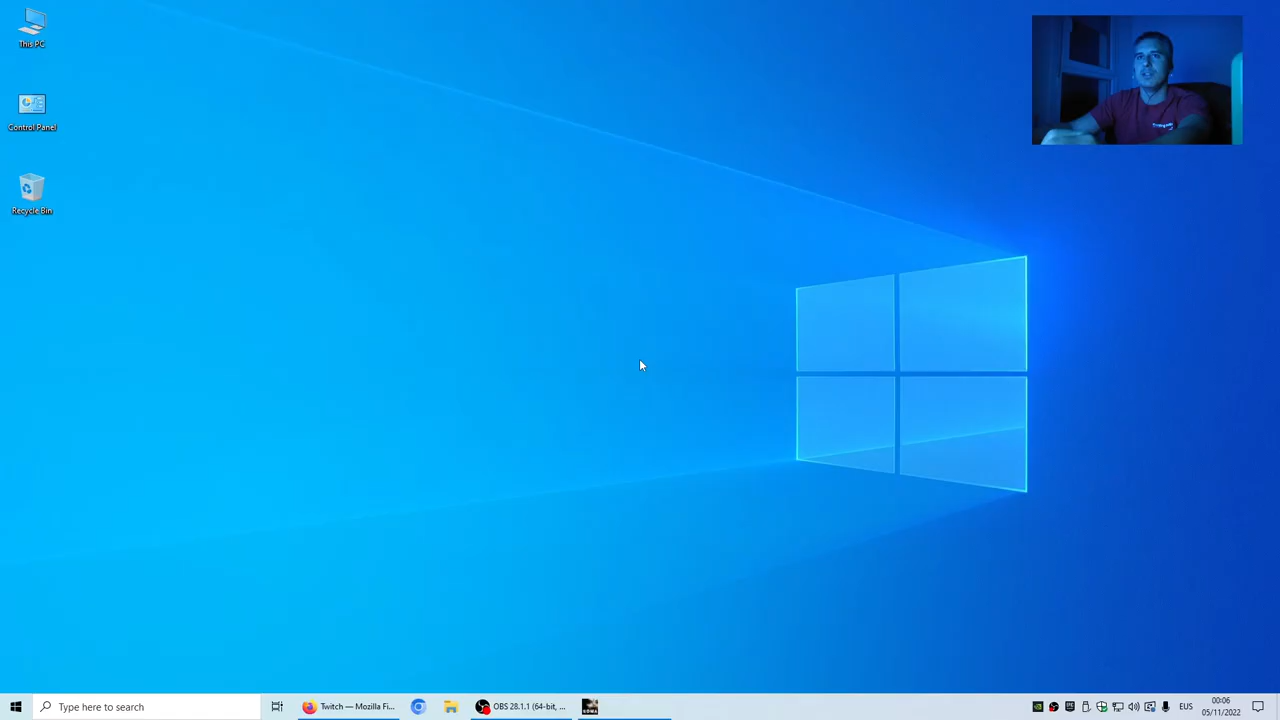 This PC
Control Panel
Recycle Bin
Type here to search
Twitch — Mozilla Fi...
OBS 28.1.1 (64-bit, ...
EUS
00:06
05/11/2022